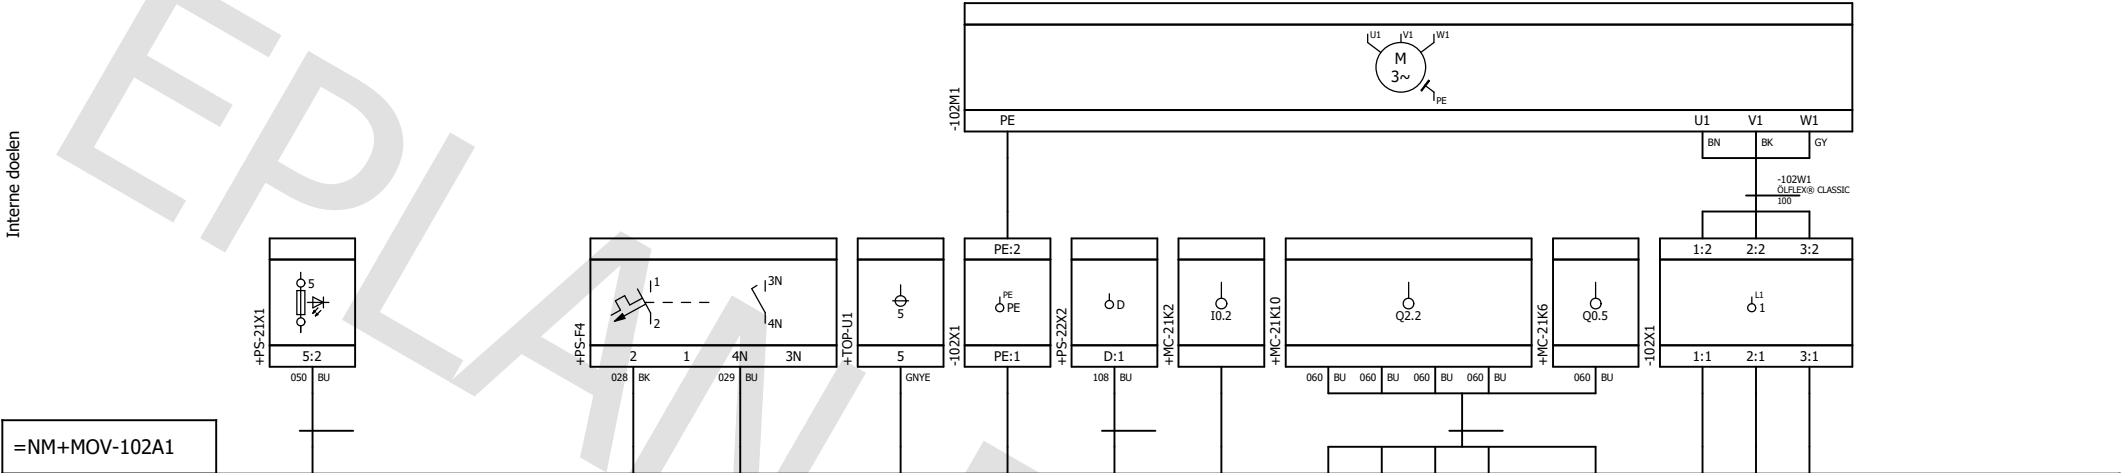 Interne doelen
U1 V1 W1
M
3~
PE
-102M1
PE U1 V1 W1
BN BK GY
-102W1
ÖLFLEX® CLASSIC
100
PE:2 1:2 2:2 3:2
+PS-21X1
5
5:2
050 BU
+PS-F4
1 3N
2 4N
2 1 4N 3N
028 BK 029 BU
+TOP-U1
5
5
GNYE
-102X1
PE
PE
PE:1
+PS-22X2
D
D:1
108 BU
+MC-21K2
I0.2
+MC-21K10
Q2.2
060 BU 060 BU 060 BU 060 BU
+MC-21K6
Q0.5
060 BU
-102X1
L1
1
1:1 2:1 3:1
=NM+MOV-102A1
EPLAN